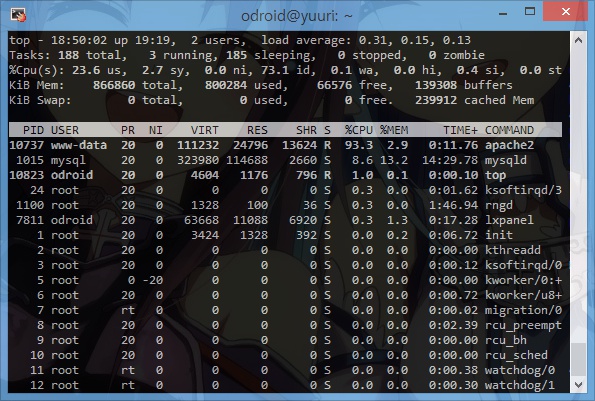 odroid@yuuri: ~
top - 18:50:02 up 19:19,  2 users,  load average: 0.31, 0.15, 0.13
Tasks: 188 total,   3 running, 185 sleeping,   0 stopped,   0 zombie
%Cpu(s): 23.6 us,  2.7 sy,  0.0 ni, 73.1 id,  0.1 wa,  0.0 hi,  0.4 si,  0.0 st
KiB Mem:    866860 total,   800284 used,    66576 free,   139308 buffers
KiB Swap:        0 total,        0 used,        0 free.   239912 cached Mem
PID USER      PR  NI    VIRT    RES    SHR S  %CPU %MEM     TIME+ COMMAND
10737 www-data  20   0  111232  24796  13624 R  93.3  2.9   0:11.76 apache2
1015 mysql     20   0  323980 114688   2660 S   8.6 13.2  14:29.78 mysqld
10823 odroid    20   0    4604   1176    796 R   1.0  0.1   0:00.10 top
24 root      20   0       0      0      0 S   0.3  0.0   0:01.62 ksoftirqd/3
1100 root      20   0    1328    100     36 S   0.3  0.0   1:46.94 rngd
7811 odroid    20   0   63668  11088   6920 S   0.3  1.3   0:17.28 lxpanel
1 root      20   0    3424   1328    392 S   0.0  0.2   0:06.72 init
2 root      20   0       0      0      0 S   0.0  0.0   0:00.00 kthreadd
3 root      20   0       0      0      0 S   0.0  0.0   0:00.12 ksoftirqd/0
5 root       0 -20       0      0      0 S   0.0  0.0   0:00.00 kworker/0:+
6 root      20   0       0      0      0 S   0.0  0.0   0:00.72 kworker/u8+
7 root      rt   0       0      0      0 S   0.0  0.0   0:00.02 migration/0
8 root      20   0       0      0      0 S   0.0  0.0   0:02.39 rcu_preempt
9 root      20   0       0      0      0 S   0.0  0.0   0:00.00 rcu_bh
10 root      20   0       0      0      0 S   0.0  0.0   0:00.00 rcu_sched
11 root      rt   0       0      0      0 S   0.0  0.0   0:00.38 watchdog/0
12 root      rt   0       0      0      0 S   0.0  0.0   0:00.30 watchdog/1